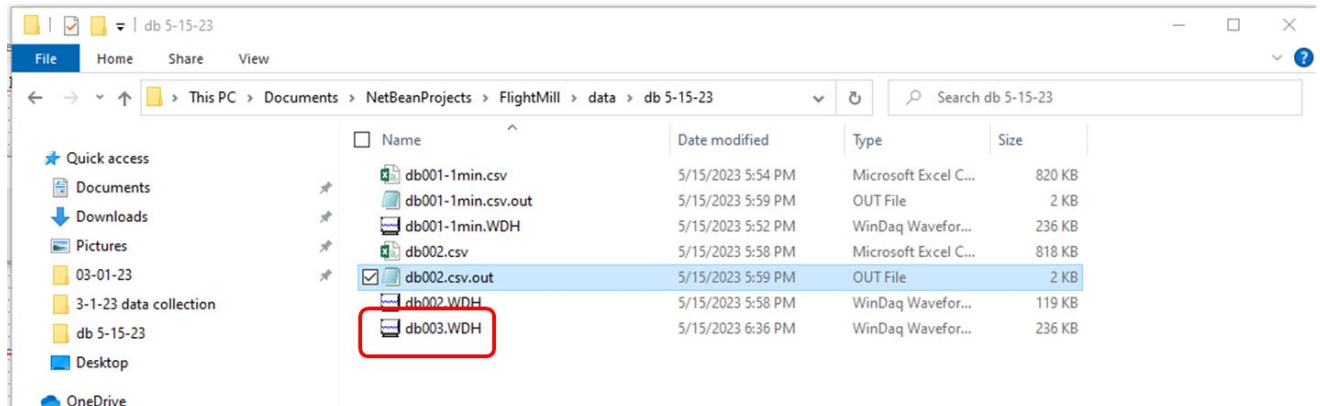 db 5-15-23
File Home Share View
This PC > Documents > NetBeanProjects > FlightMill > data > db 5-15-23
Search db 5-15-23
Name Date modified Type Size
Quick access
Documents
Downloads
Pictures
03-01-23
3-1-23 data collection
db 5-15-23
Desktop
OneDrive
db001-1min.csv 5/15/2023 5:54 PM Microsoft Excel C... 820 KB
db001-1min.csv.out 5/15/2023 5:59 PM OUT File 2 KB
db001-1min.WDH 5/15/2023 5:52 PM WinDaq Wavefor... 236 KB
db002.csv 5/15/2023 5:58 PM Microsoft Excel C... 818 KB
db002.csv.out 5/15/2023 5:59 PM OUT File 2 KB
db002.WDH 5/15/2023 5:58 PM WinDaq Wavefor... 119 KB
db003.WDH 5/15/2023 6:36 PM WinDaq Wavefor... 236 KB